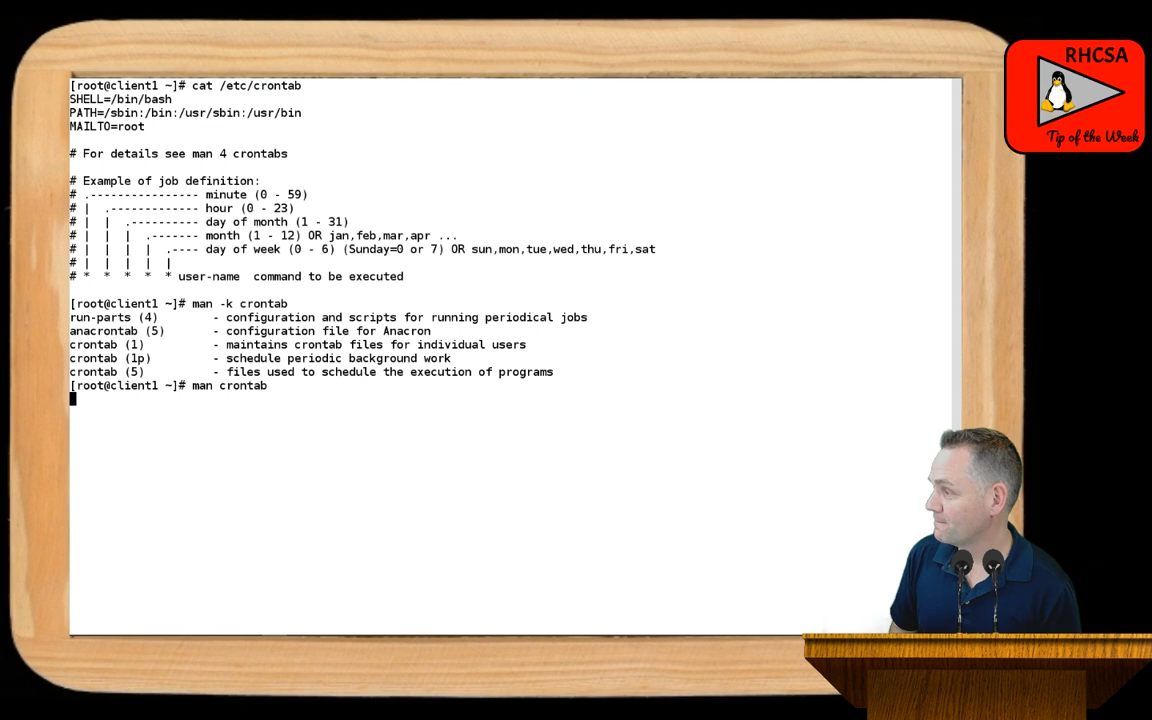 [root@client1 ~]# cat /etc/crontab
SHELL=/bin/bash
PATH=/sbin:/bin:/usr/sbin:/usr/bin
MAILTO=root
# For details see man 4 crontabs
# Example of job definition:
# .---------------- minute (0 - 59)
# | .------------- hour (0 - 23)
# | | .---------- day of month (1 - 31)
# | | | .------- month (1 - 12) OR jan,feb,mar,apr ...
# | | | | .---- day of week (0 - 6) (Sunday=0 or 7) OR sun,mon,tue,wed,thu,fri,sat
# | | | | |
# * * * * * user-name command to be executed
[root@client1 ~]# man -k crontab
run-parts (4) - configuration and scripts for running periodical jobs
anacrontab (5) - configuration file for Anacron
crontab (1) - maintains crontab files for individual users
crontab (1p) - schedule periodic background work
crontab (5) - files used to schedule the execution of programs
[root@client1 ~]# man crontab
RHCSA
Tip of the Week